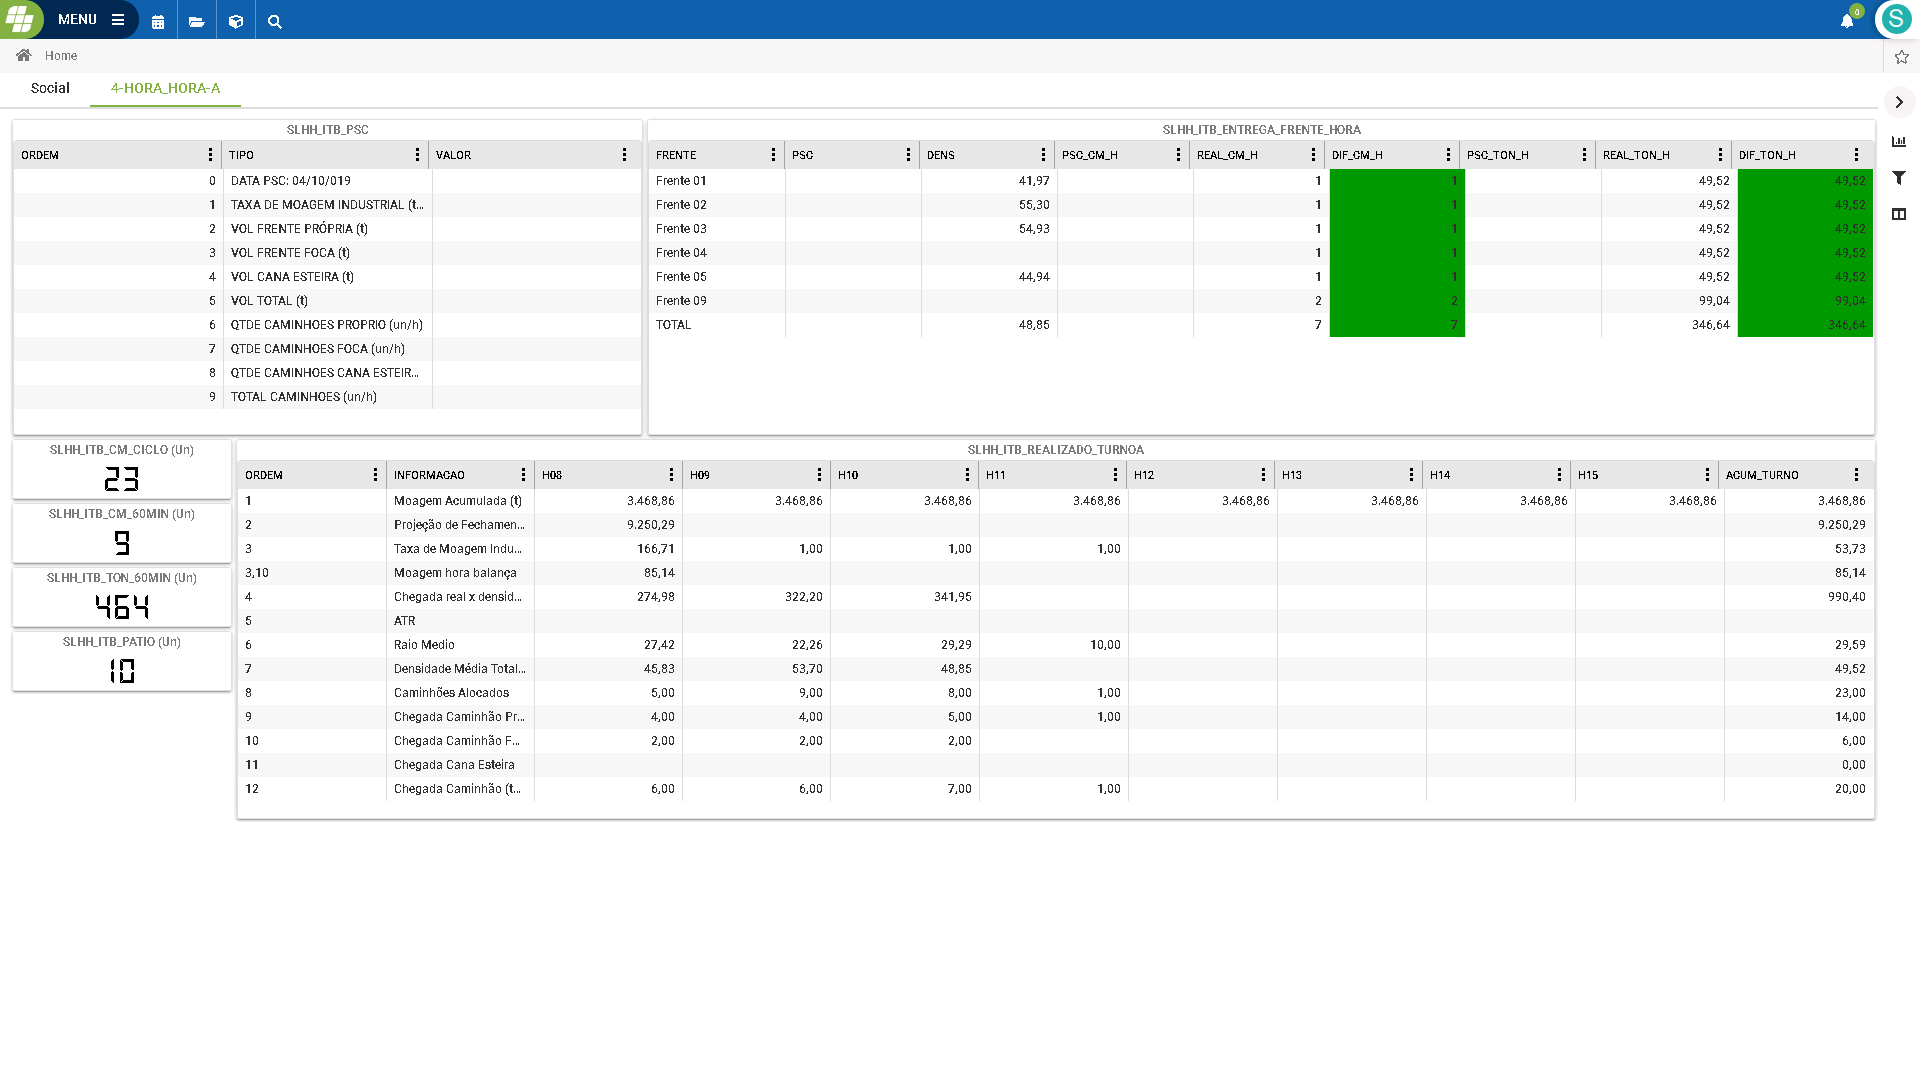 MENU
0
S
Home
Social 4-HORA_HORA-A
SLHH_ITB_PSC
ORDEM TIPO VALOR
0 DATA PSC: 04/10/019
1 TAXA DE MOAGEM INDUSTRIAL (t...
2 VOL FRENTE PRÓPRIA (t)
3 VOL FRENTE FOCA (t)
4 VOL CANA ESTEIRA (t)
5 VOL TOTAL (t)
6 QTDE CAMINHOES PROPRIO (un/h)
7 QTDE CAMINHOES FOCA (un/h)
8 QTDE CAMINHOES CANA ESTEIR...
9 TOTAL CAMINHOES (un/h)
SLHH_ITB_ENTREGA_FRENTE_HORA
FRENTE PSC DENS PSC_CM_H REAL_CM_H DIF_CM_H PSC_TON_H REAL_TON_H DIF_TON_H
Frente 01 41,97 1 1 49,52 49,52
Frente 02 55,30 1 1 49,52 49,52
Frente 03 54,93 1 1 49,52 49,52
Frente 04 1 1 49,52 49,52
Frente 05 44,94 1 1 49,52 49,52
Frente 09 2 2 99,04 99,04
TOTAL 48,85 7 7 346,64 346,64
SLHH_ITB_CM_CICLO (Un)
23
SLHH_ITB_CM_60MIN (Un)
9
SLHH_ITB_TON_60MIN (Un)
464
SLHH_ITB_PATIO (Un)
10
SLHH_ITB_REALIZADO_TURNOA
ORDEM INFORMACAO H08 H09 H10 H11 H12 H13 H14 H15 ACUM_TURNO
1 Moagem Acumulada (t) 3.468,86 3.468,86 3.468,86 3.468,86 3.468,86 3.468,86 3.468,86 3.468,86 3.468,86
2 Projeção de Fechamen... 9.250,29 9.250,29
3 Taxa de Moagem Indu... 166,71 1,00 1,00 1,00 53,73
3,10 Moagem hora balança 85,14 85,14
4 Chegada real x densid... 274,98 322,20 341,95 990,40
5 ATR
6 Raio Medio 27,42 22,26 29,29 10,00 29,59
7 Densidade Média Total... 45,83 53,70 48,85 49,52
8 Caminhões Alocados 5,00 9,00 8,00 1,00 23,00
9 Chegada Caminhão Pr... 4,00 4,00 5,00 1,00 14,00
10 Chegada Caminhão F... 2,00 2,00 2,00 6,00
11 Chegada Cana Esteira 0,00
12 Chegada Caminhão (t... 6,00 6,00 7,00 1,00 20,00